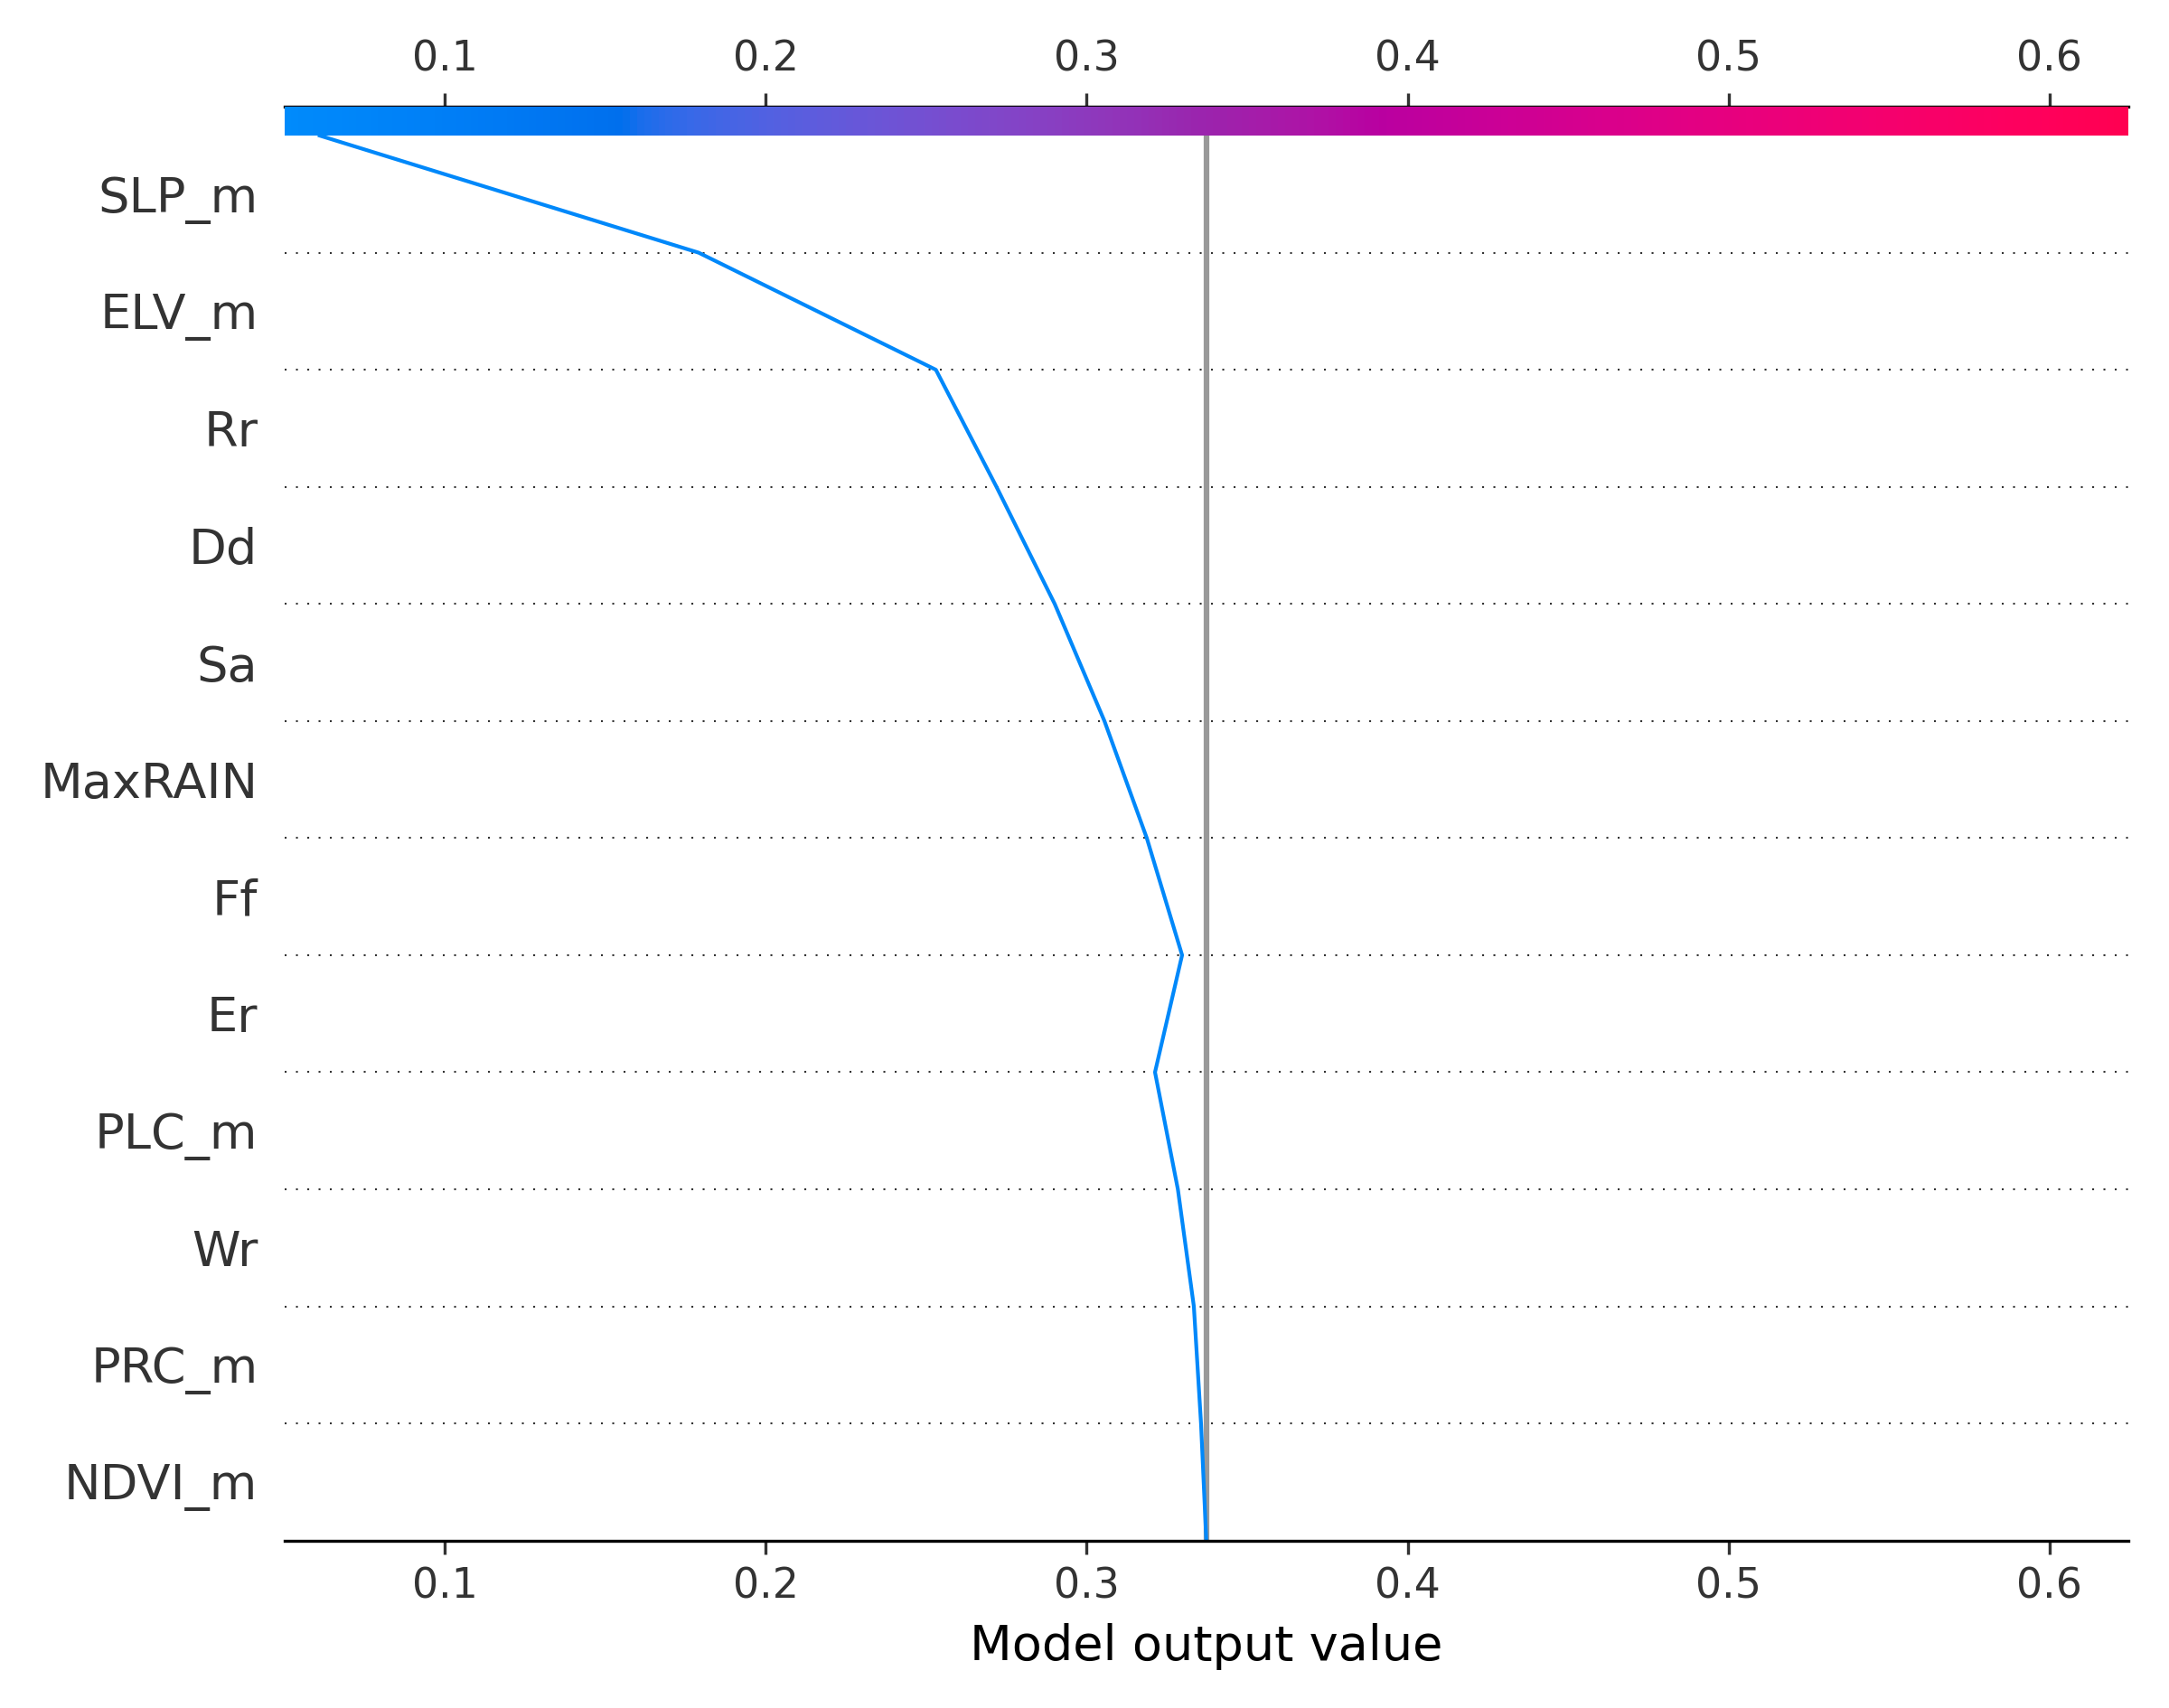 0.1 0.2 0.3 0.4 0.5 0.6
SLP_m
ELV_m
Rr
Dd
Sa
MaxRAIN
Ff
Er
PLC_m
Wr
PRC_m
NDVI_m
0.1 0.2 0.3 0.4 0.5 0.6
Model output value